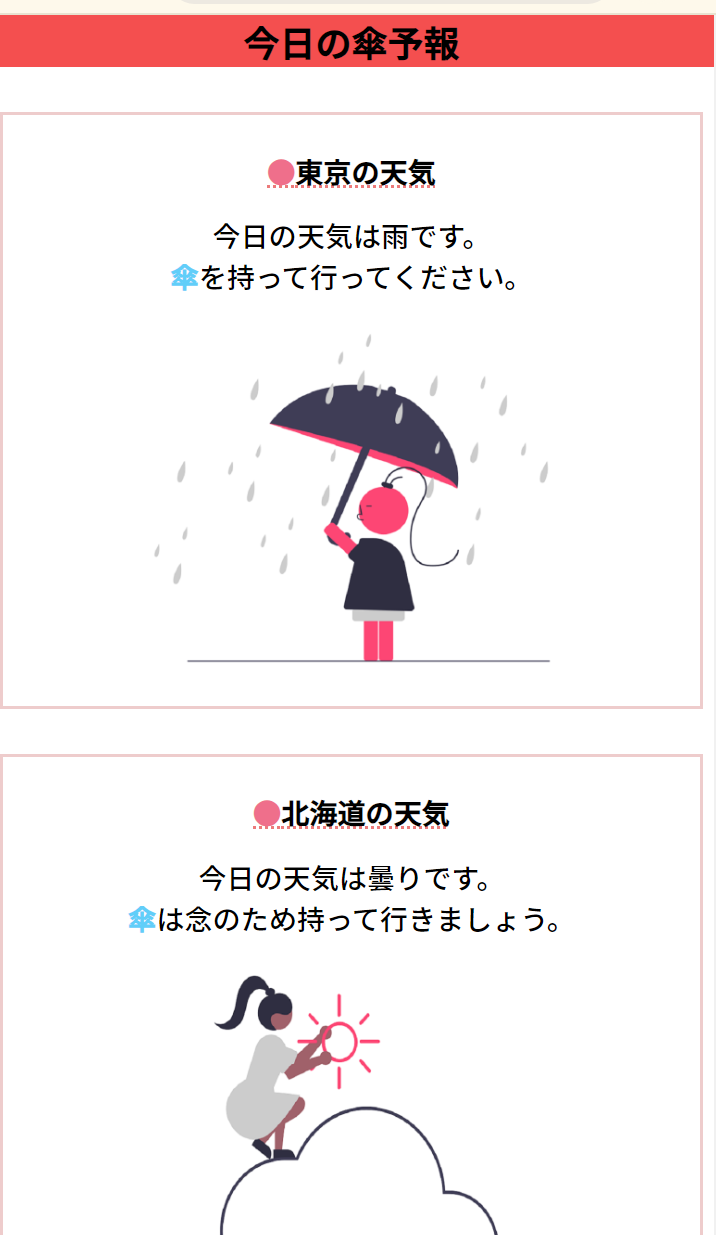 今日の傘予報
●東京の天気
今日の天気は雨です。
傘を持って行ってください。
●北海道の天気
今日の天気は曇りです。
傘は念のため持って行きましょう。